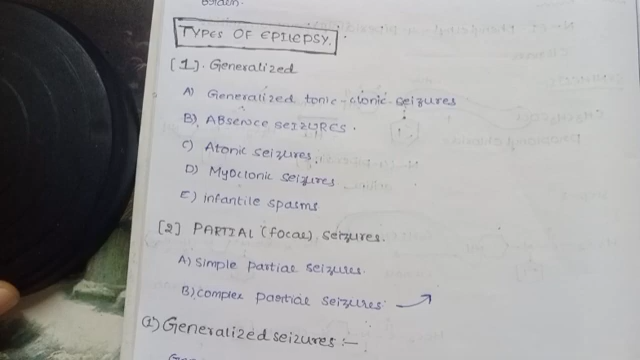 TYPES OF EPILEPSY.
[1]. Generalized
A) Generalized tonic-clonic seizures
B) ABSENCE SEIZURES.
C) Atonic seizures.
D) Myoclonic seizures
E) infantile spasms
[2] PARTIAL (focal) seizures.
A) simple partial seizures.
B) complex partial seizures
(1) Generalized seizures :-